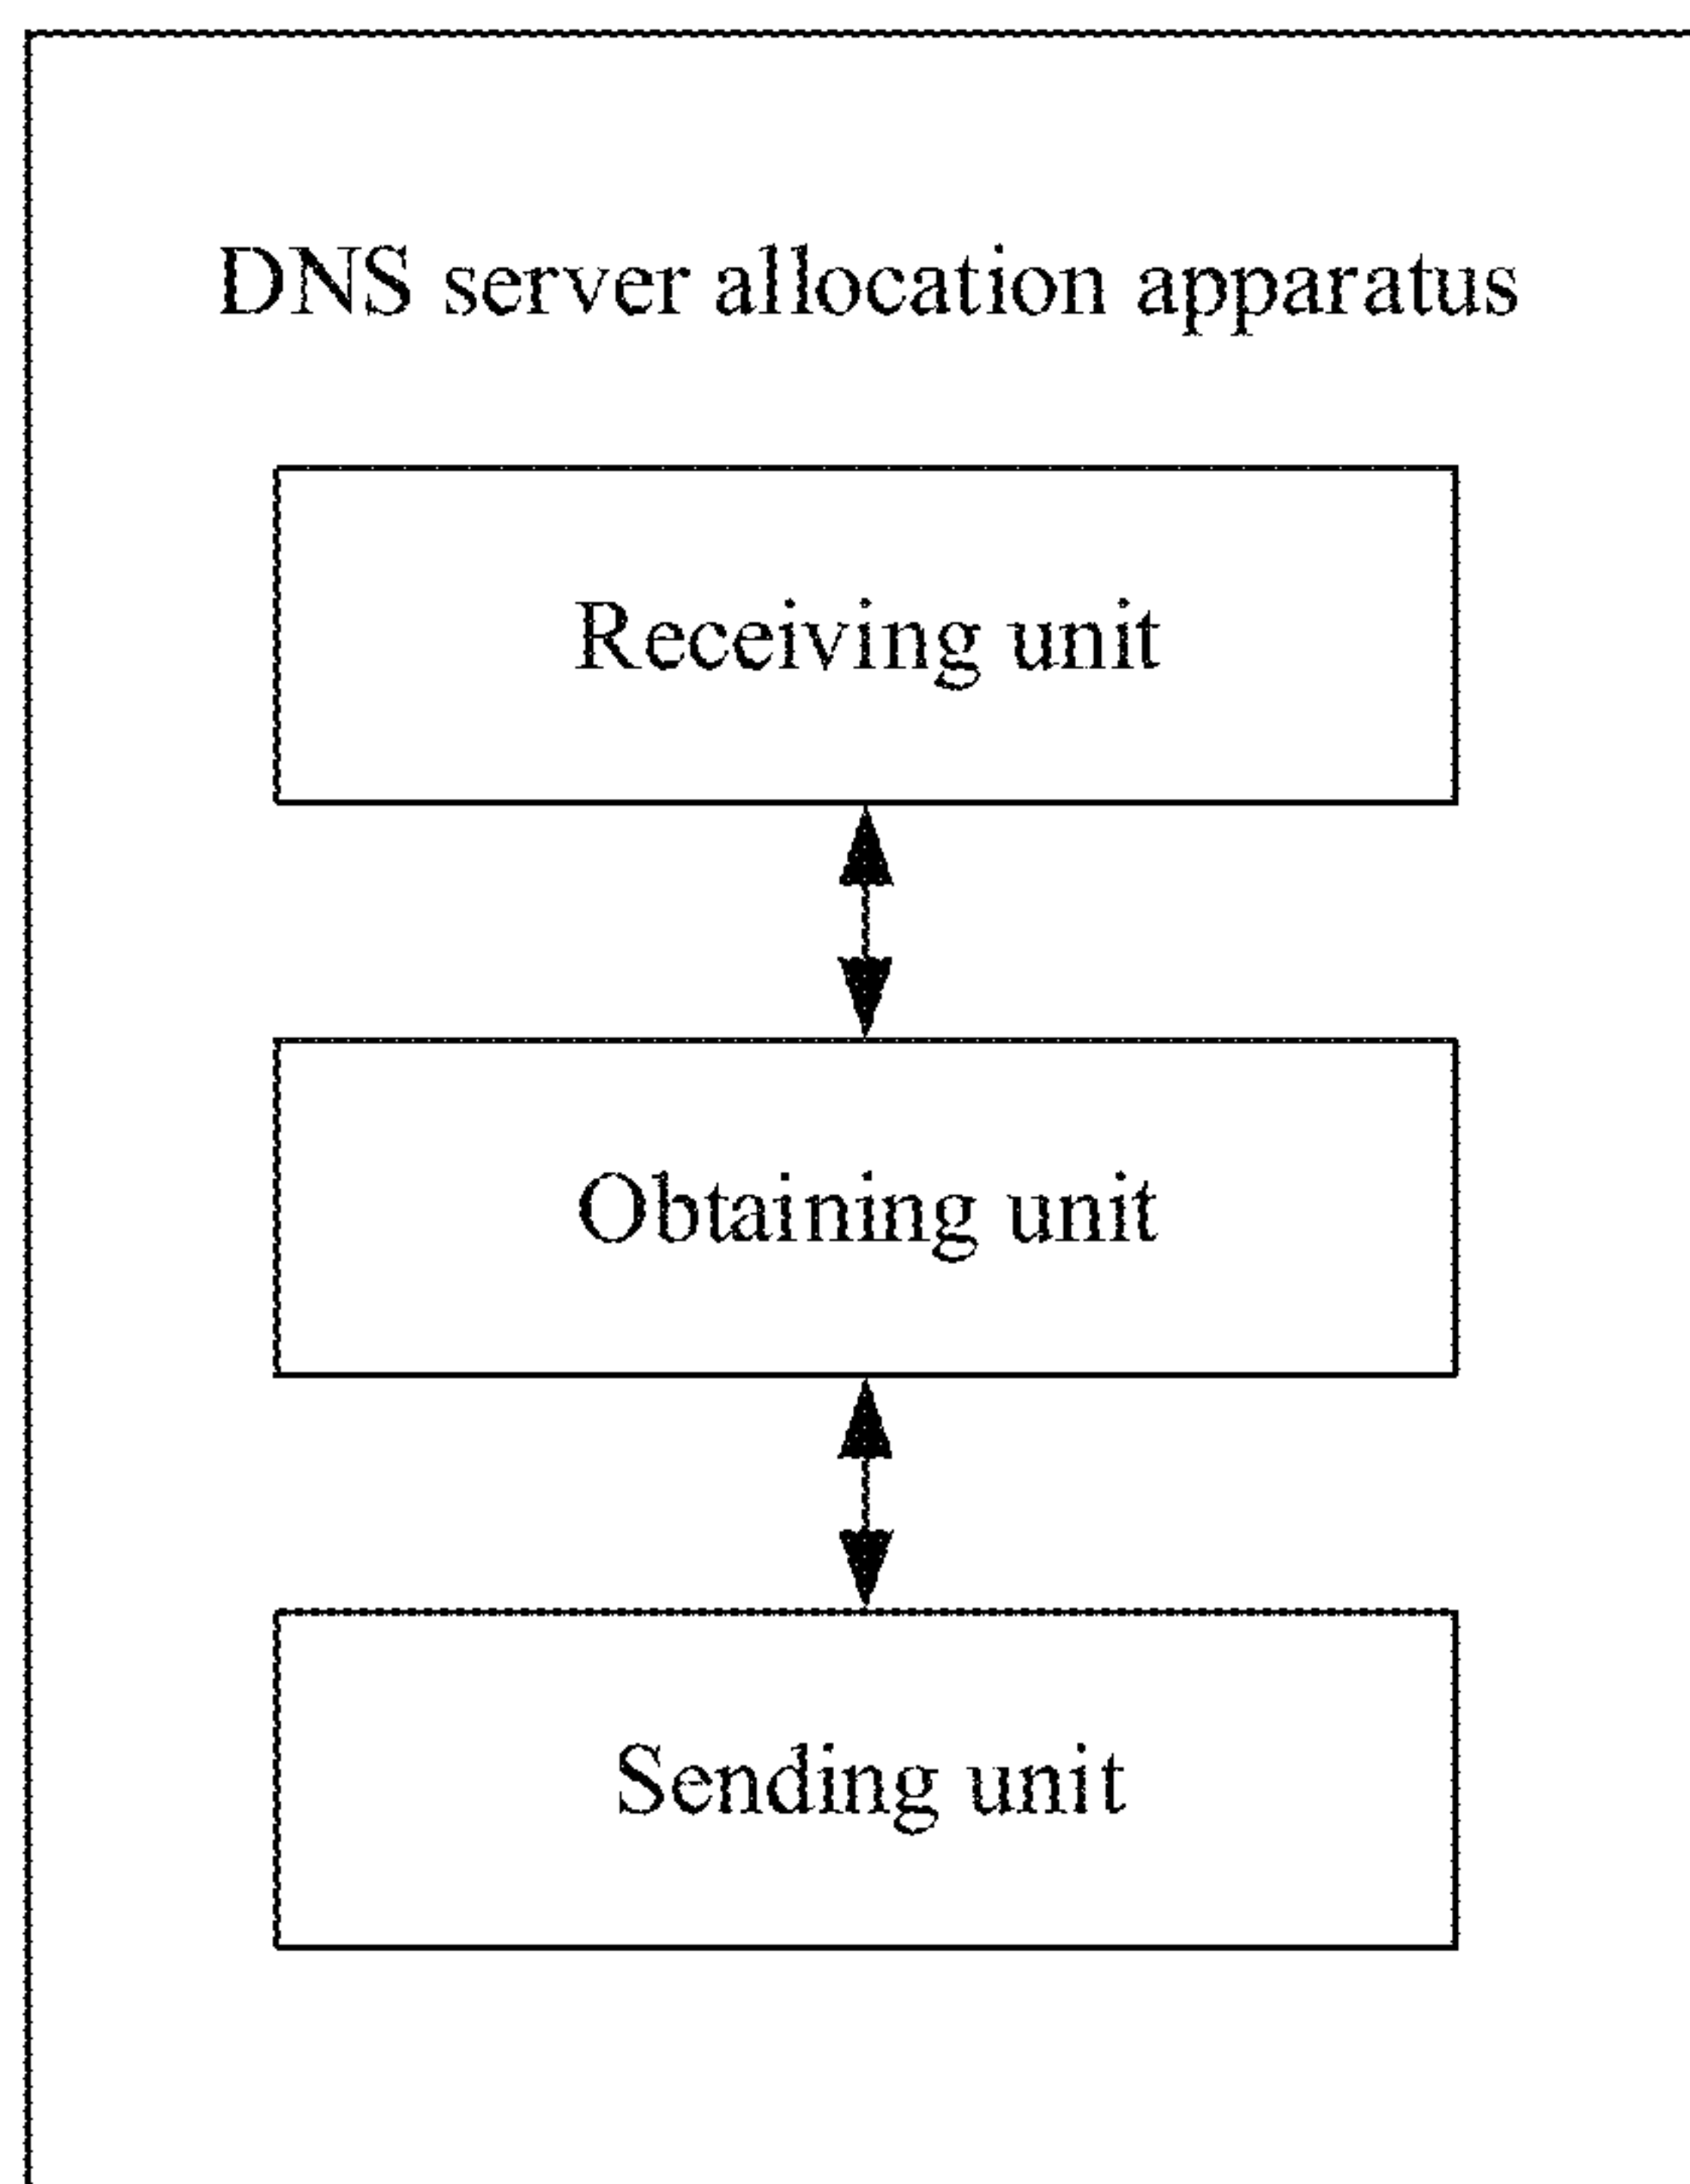 DNS server allocation apparatus
Receiving unit
Obtaining unit
Sending unit